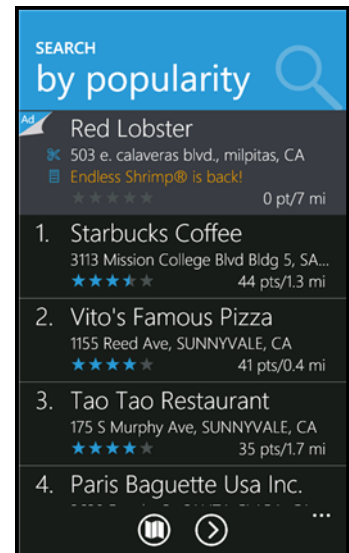 SEARCH
by popularity
Ad
Red Lobster
503 e. calaveras blvd., milpitas, CA
Endless Shrimp® is back!
0 pt/7 mi
1. Starbucks Coffee
3113 Mission College Blvd Bldg 5, SA...
44 pts/1.3 mi
2. Vito's Famous Pizza
1155 Reed Ave, SUNNYVALE, CA
41 pts/0.4 mi
3. Tao Tao Restaurant
175 S Murphy Ave, SUNNYVALE, CA
35 pts/1.7 mi
4. Paris Baguette Usa Inc.
...